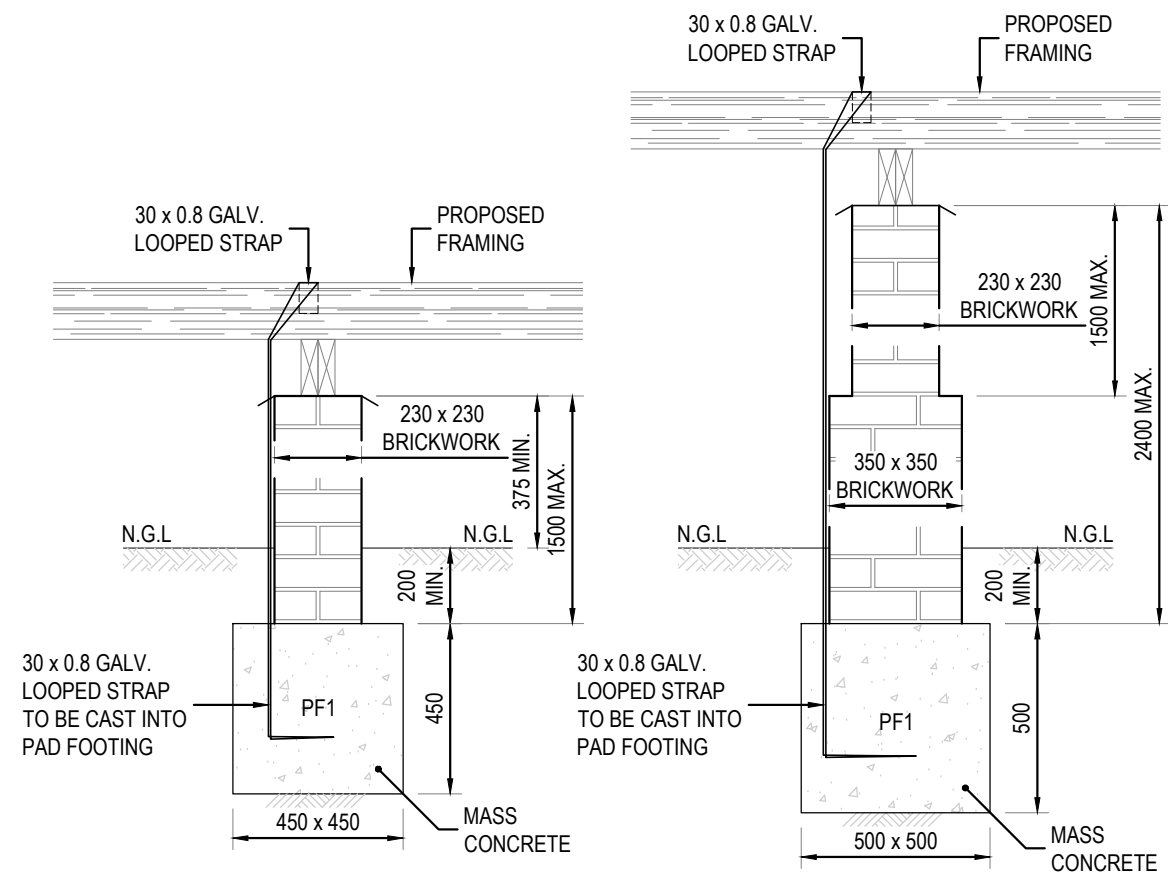 30 x 0.8 GALV.
LOOPED STRAP
PROPOSED
FRAMING
230 x 230
BRICKWORK
375 MIN.
1500 MAX.
N.G.L
N.G.L
200
MIN.
30 x 0.8 GALV.
LOOPED STRAP
TO BE CAST INTO
PAD FOOTING
PF1
450
450 x 450
MASS
CONCRETE
30 x 0.8 GALV.
LOOPED STRAP
PROPOSED
FRAMING
230 x 230
BRICKWORK
1500 MAX.
2400 MAX.
350 x 350
BRICKWORK
N.G.L
N.G.L
200
MIN.
30 x 0.8 GALV.
LOOPED STRAP
TO BE CAST INTO
PAD FOOTING
PF1
500
500 x 500
MASS
CONCRETE